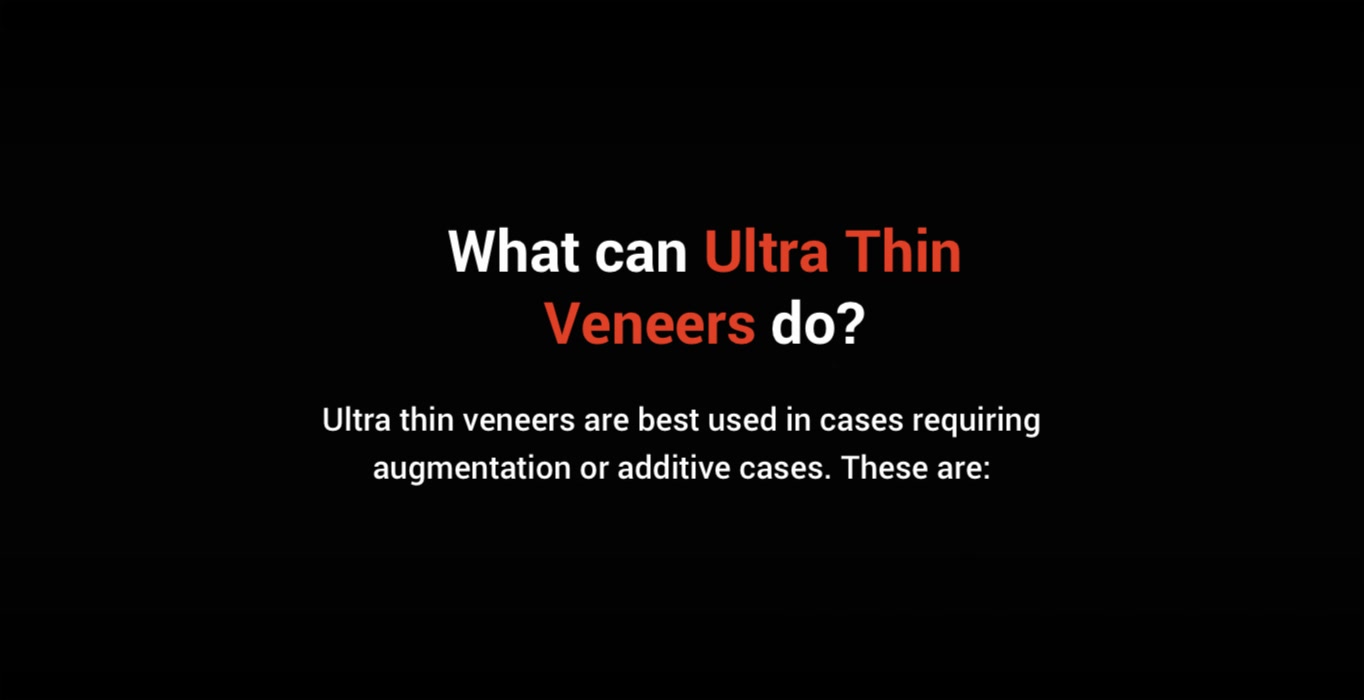 What can Ultra Thin
Veneers do?
Ultra thin veneers are best used in cases requiring
augmentation or additive cases. These are: